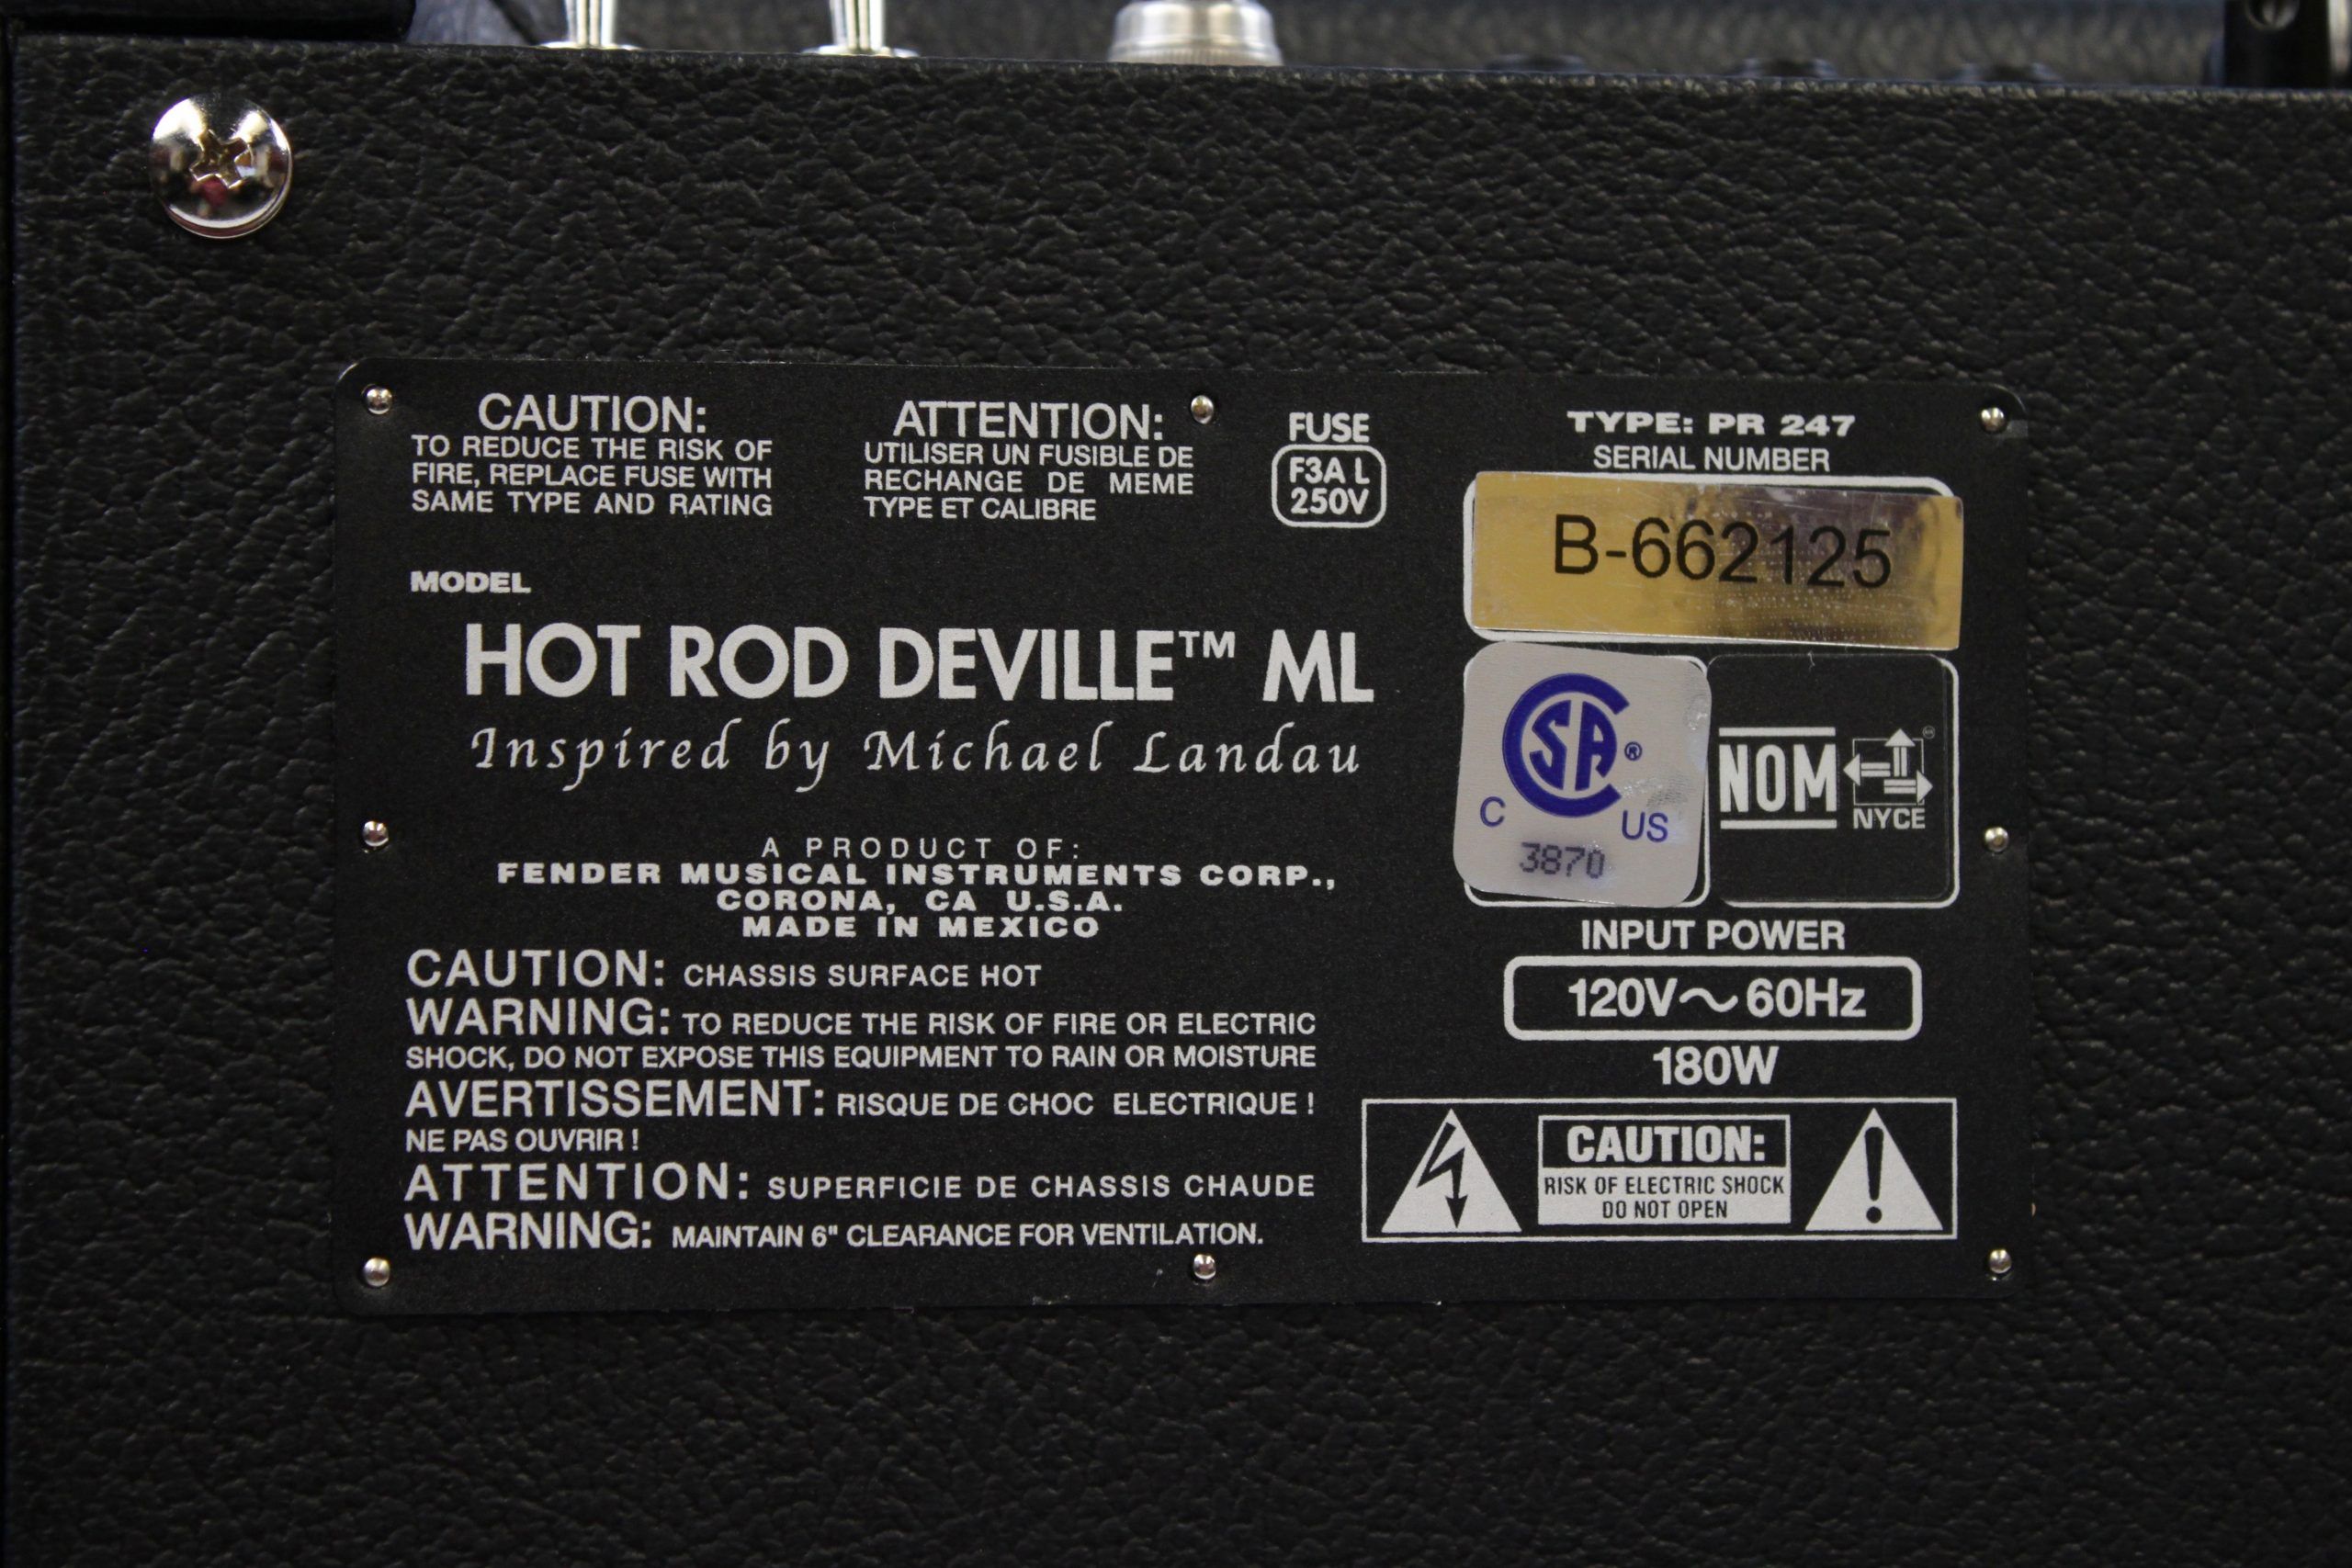 CAUTION:
TO REDUCE THE RISK OF
FIRE, REPLACE FUSE WITH
SAME TYPE AND RATING
ATTENTION:
UTILISER UN FUSIBLE DE
RECHANGE DE MEME
TYPE ET CALIBRE
FUSE
F3A L
250V
TYPE: PR 247
SERIAL NUMBER
B-662125
MODEL
HOT ROD DEVILLE™ ML
Inspired by Michael Landau
A PRODUCT OF:
FENDER MUSICAL INSTRUMENTS CORP.,
CORONA, CA U.S.A.
MADE IN MEXICO
CSA®
C US
3870
NOM
NYCE
INPUT POWER
120V~60Hz
180W
CAUTION: CHASSIS SURFACE HOT
WARNING: TO REDUCE THE RISK OF FIRE OR ELECTRIC
SHOCK, DO NOT EXPOSE THIS EQUIPMENT TO RAIN OR MOISTURE
AVERTISSEMENT: RISQUE DE CHOC ELECTRIQUE !
NE PAS OUVRIR !
ATTENTION: SUPERFICIE DE CHASSIS CHAUDE
WARNING: MAINTAIN 6" CLEARANCE FOR VENTILATION.
CAUTION:
RISK OF ELECTRIC SHOCK
DO NOT OPEN